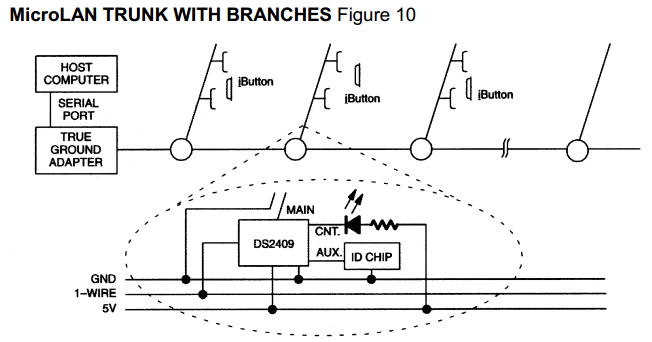 MicroLAN TRUNK WITH BRANCHES Figure 10
HOST
COMPUTER
SERIAL
PORT
TRUE
GROUND
ADAPTER
iButton
iButton
iButton
MAIN
CNT.
DS2409
AUX.
ID CHIP
GND
1–WIRE
5V